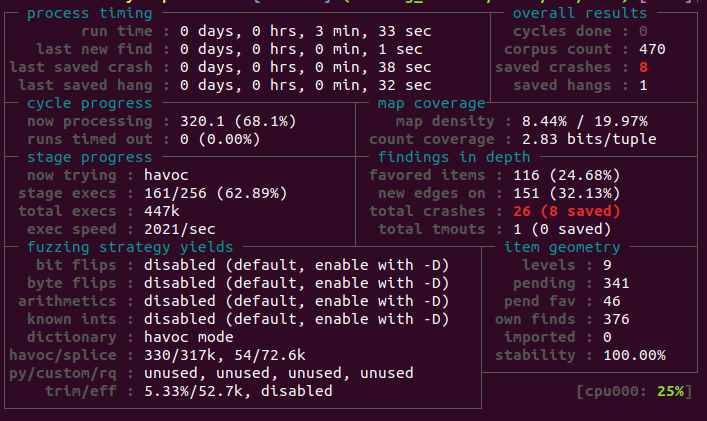 process timing overall results
run time : 0 days, 0 hrs, 3 min, 33 sec cycles done : 0
last new find : 0 days, 0 hrs, 0 min, 1 sec corpus count : 470
last saved crash : 0 days, 0 hrs, 0 min, 38 sec saved crashes : 8
last saved hang : 0 days, 0 hrs, 0 min, 32 sec saved hangs : 1
cycle progress map coverage
now processing : 320.1 (68.1%) map density : 8.44% / 19.97%
runs timed out : 0 (0.00%) count coverage : 2.83 bits/tuple
stage progress findings in depth
now trying : havoc favored items : 116 (24.68%)
stage execs : 161/256 (62.89%) new edges on : 151 (32.13%)
total execs : 447k total crashes : 26 (8 saved)
exec speed : 2021/sec total tmouts : 1 (0 saved)
fuzzing strategy yields item geometry
bit flips : disabled (default, enable with -D) levels : 9
byte flips : disabled (default, enable with -D) pending : 341
arithmetics : disabled (default, enable with -D) pend fav : 46
known ints : disabled (default, enable with -D) own finds : 376
dictionary : havoc mode imported : 0
havoc/splice : 330/317k, 54/72.6k stability : 100.00%
py/custom/rq : unused, unused, unused, unused
trim/eff : 5.33%/52.7k, disabled [cpu000: 25%]